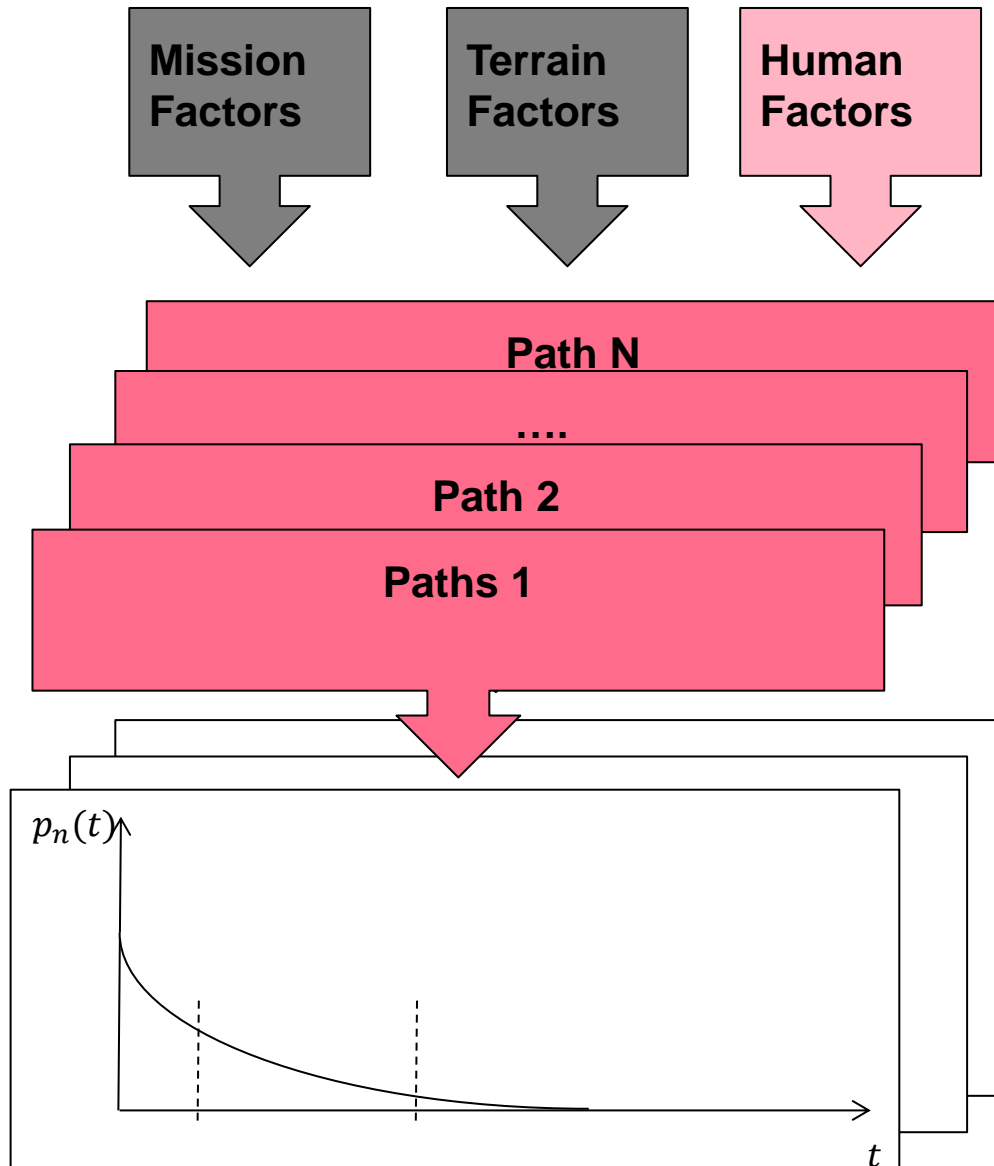 Mission
Factors
Terrain
Factors
Human
Factors
Path N
....
Path 2
Paths 1
pₙ(t)
t